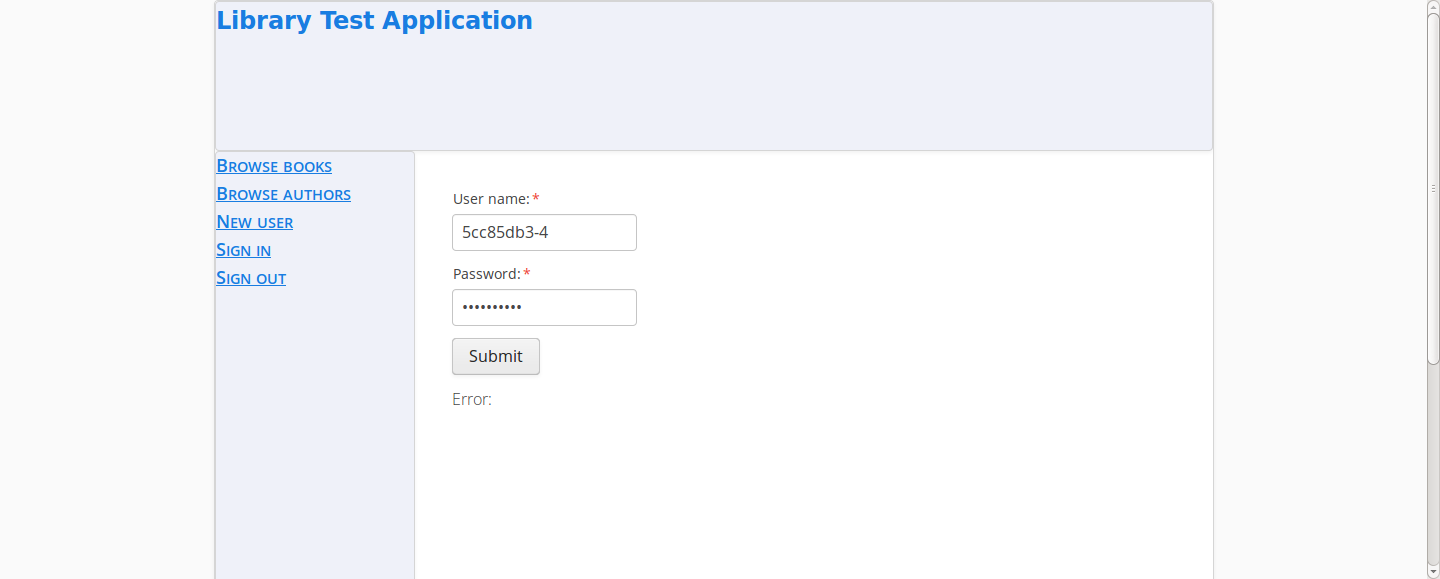 Library Test Application
Browse books
Browse authors
New user
Sign in
Sign out
User name: *
5cc85db3-4
Password: *
••••••••••
Submit
Error: